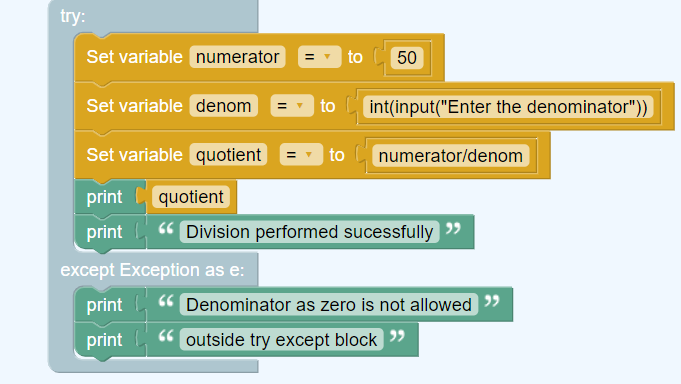 try:
Set variable numerator = to 50
Set variable denom = to int(input("Enter the denominator"))
Set variable quotient = to numerator/denom
print quotient
print “ Division performed sucessfully ”
except Exception as e:
print “ Denominator as zero is not allowed ”
print “ outside try except block ”